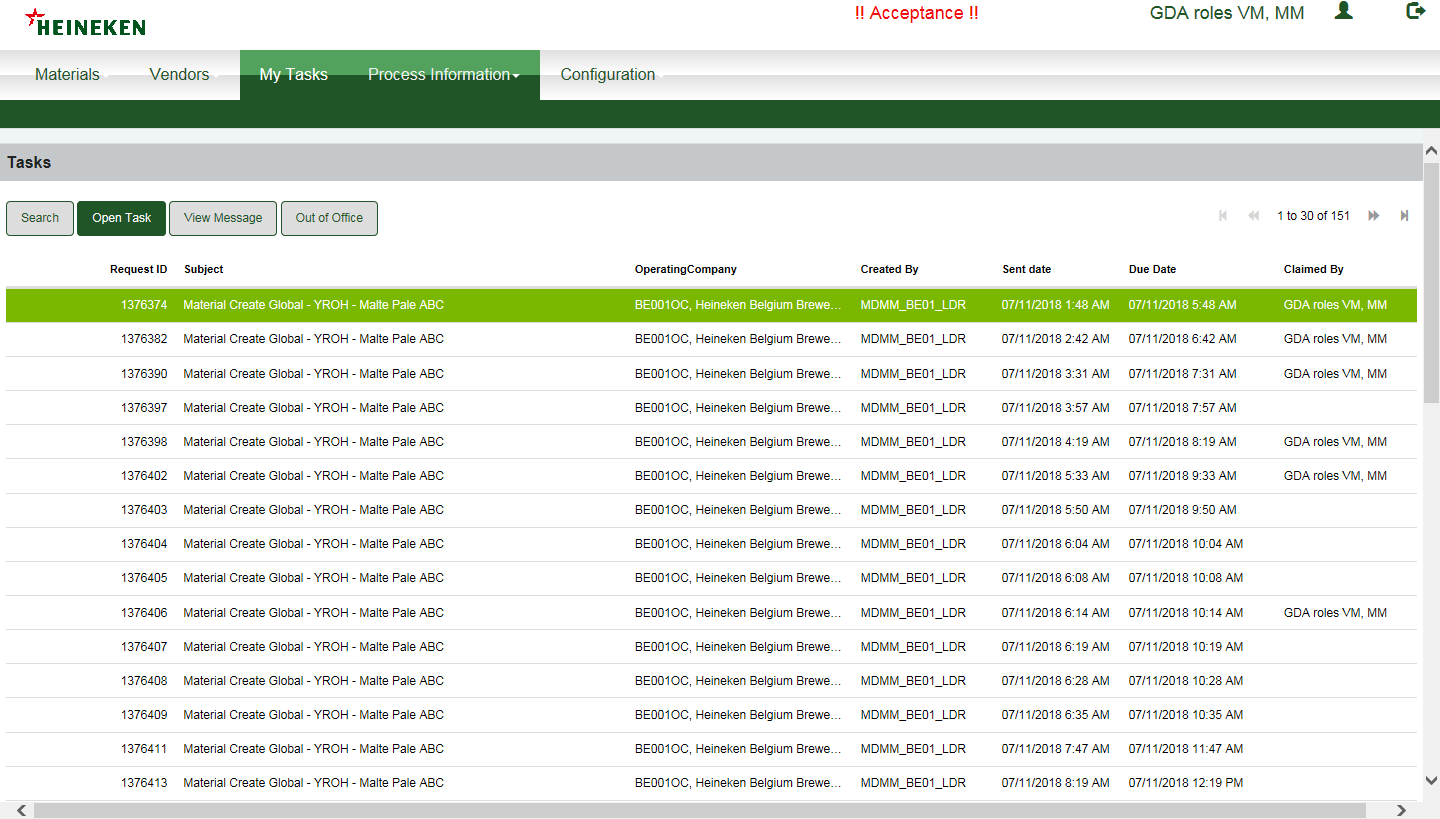 HEINEKEN !! Acceptance !! GDA roles VM, MM
Materials Vendors My Tasks Process Information Configuration
Tasks
Search Open Task View Message Out of Office 1 to 30 of 151
Request ID Subject OperatingCompany Created By Sent date Due Date Claimed By
1376374 Material Create Global - YROH - Malte Pale ABC BE001OC, Heineken Belgium Brewe... MDMM_BE01_LDR 07/11/2018 1:48 AM 07/11/2018 5:48 AM GDA roles VM, MM
1376382 Material Create Global - YROH - Malte Pale ABC BE001OC, Heineken Belgium Brewe... MDMM_BE01_LDR 07/11/2018 2:42 AM 07/11/2018 6:42 AM GDA roles VM, MM
1376390 Material Create Global - YROH - Malte Pale ABC BE001OC, Heineken Belgium Brewe... MDMM_BE01_LDR 07/11/2018 3:31 AM 07/11/2018 7:31 AM GDA roles VM, MM
1376397 Material Create Global - YROH - Malte Pale ABC BE001OC, Heineken Belgium Brewe... MDMM_BE01_LDR 07/11/2018 3:57 AM 07/11/2018 7:57 AM
1376398 Material Create Global - YROH - Malte Pale ABC BE001OC, Heineken Belgium Brewe... MDMM_BE01_LDR 07/11/2018 4:19 AM 07/11/2018 8:19 AM GDA roles VM, MM
1376402 Material Create Global - YROH - Malte Pale ABC BE001OC, Heineken Belgium Brewe... MDMM_BE01_LDR 07/11/2018 5:33 AM 07/11/2018 9:33 AM GDA roles VM, MM
1376403 Material Create Global - YROH - Malte Pale ABC BE001OC, Heineken Belgium Brewe... MDMM_BE01_LDR 07/11/2018 5:50 AM 07/11/2018 9:50 AM
1376404 Material Create Global - YROH - Malte Pale ABC BE001OC, Heineken Belgium Brewe... MDMM_BE01_LDR 07/11/2018 6:04 AM 07/11/2018 10:04 AM
1376405 Material Create Global - YROH - Malte Pale ABC BE001OC, Heineken Belgium Brewe... MDMM_BE01_LDR 07/11/2018 6:08 AM 07/11/2018 10:08 AM
1376406 Material Create Global - YROH - Malte Pale ABC BE001OC, Heineken Belgium Brewe... MDMM_BE01_LDR 07/11/2018 6:14 AM 07/11/2018 10:14 AM GDA roles VM, MM
1376407 Material Create Global - YROH - Malte Pale ABC BE001OC, Heineken Belgium Brewe... MDMM_BE01_LDR 07/11/2018 6:19 AM 07/11/2018 10:19 AM
1376408 Material Create Global - YROH - Malte Pale ABC BE001OC, Heineken Belgium Brewe... MDMM_BE01_LDR 07/11/2018 6:28 AM 07/11/2018 10:28 AM
1376409 Material Create Global - YROH - Malte Pale ABC BE001OC, Heineken Belgium Brewe... MDMM_BE01_LDR 07/11/2018 6:35 AM 07/11/2018 10:35 AM
1376411 Material Create Global - YROH - Malte Pale ABC BE001OC, Heineken Belgium Brewe... MDMM_BE01_LDR 07/11/2018 7:47 AM 07/11/2018 11:47 AM
1376413 Material Create Global - YROH - Malte Pale ABC BE001OC, Heineken Belgium Brewe... MDMM_BE01_LDR 07/11/2018 8:19 AM 07/11/2018 12:19 PM